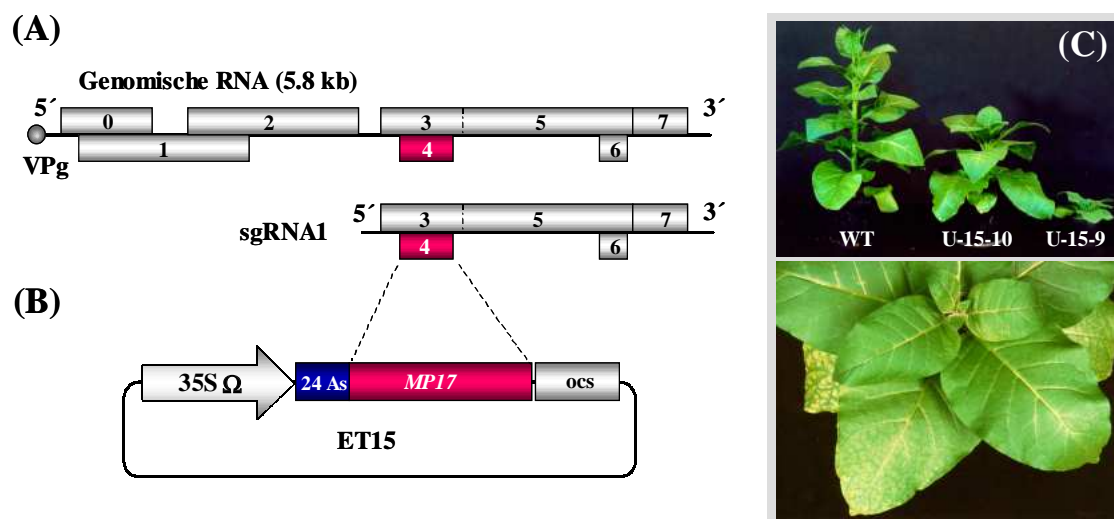 (A)
Genomische RNA (5.8 kb)
5´ 3´
0 2 3 5 7
1 4 6
VPg
5´ 3´
3 5 7
sgRNA1
4 6
(B)
35S Ω 24 As MP17 ocs
ET15
(C)
WT U-15-10 U-15-9